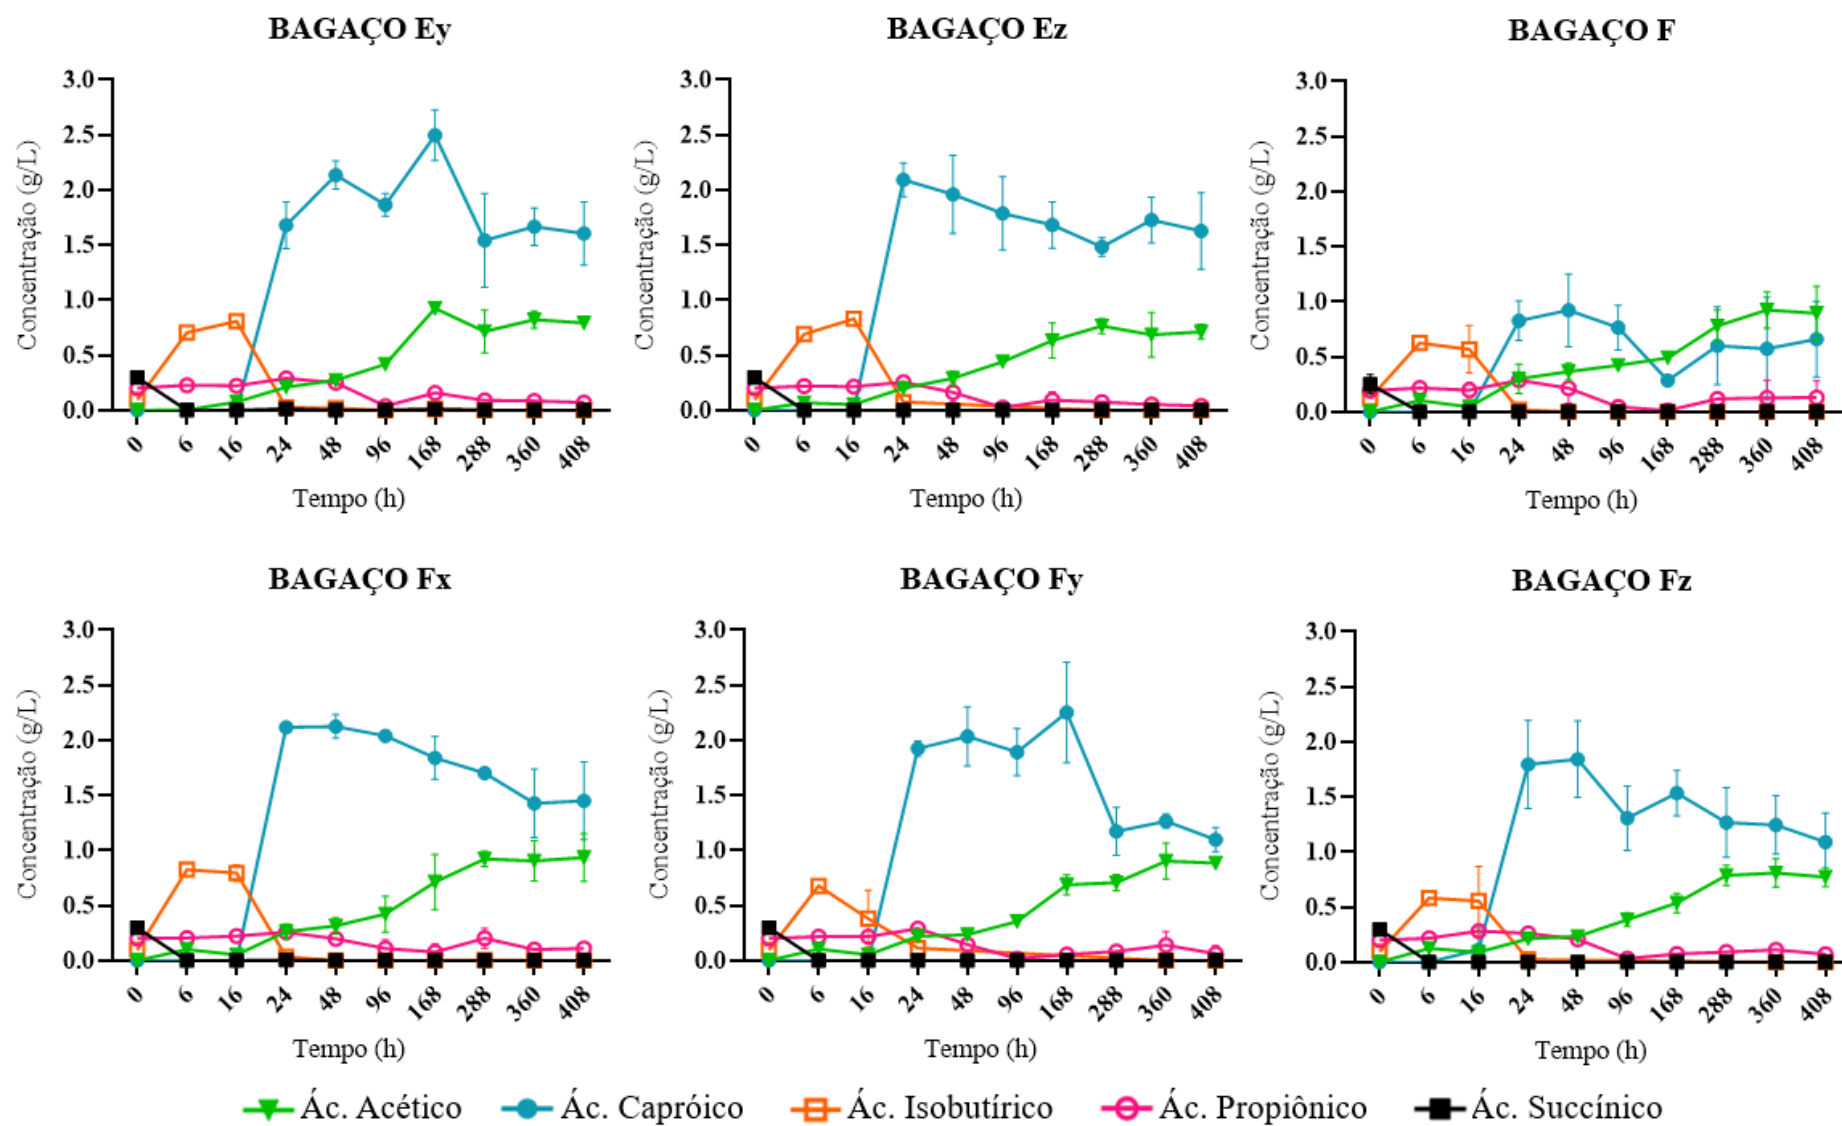 BAGAÇO Ey
Concentração (g/L)
3.0
2.5
2.0
1.5
1.0
0.5
0.0
0 6 16 24 48 96 168 288 360 408
Tempo (h)
BAGAÇO Ez
Concentração (g/L)
3.0
2.5
2.0
1.5
1.0
0.5
0.0
0 6 16 24 48 96 168 288 360 408
Tempo (h)
BAGAÇO F
Concentração (g/L)
3.0
2.5
2.0
1.5
1.0
0.5
0.0
0 6 16 24 48 96 168 288 360 408
Tempo (h)
BAGAÇO Fx
Concentração (g/L)
3.0
2.5
2.0
1.5
1.0
0.5
0.0
0 6 16 24 48 96 168 288 360 408
Tempo (h)
BAGAÇO Fy
Concentração (g/L)
3.0
2.5
2.0
1.5
1.0
0.5
0.0
0 6 16 24 48 96 168 288 360 408
Tempo (h)
BAGAÇO Fz
Concentração (g/L)
3.0
2.5
2.0
1.5
1.0
0.5
0.0
0 6 16 24 48 96 168 288 360 408
Tempo (h)
Ác. Acético Ác. Capróico Ác. Isobutírico Ác. Propiônico Ác. Succínico